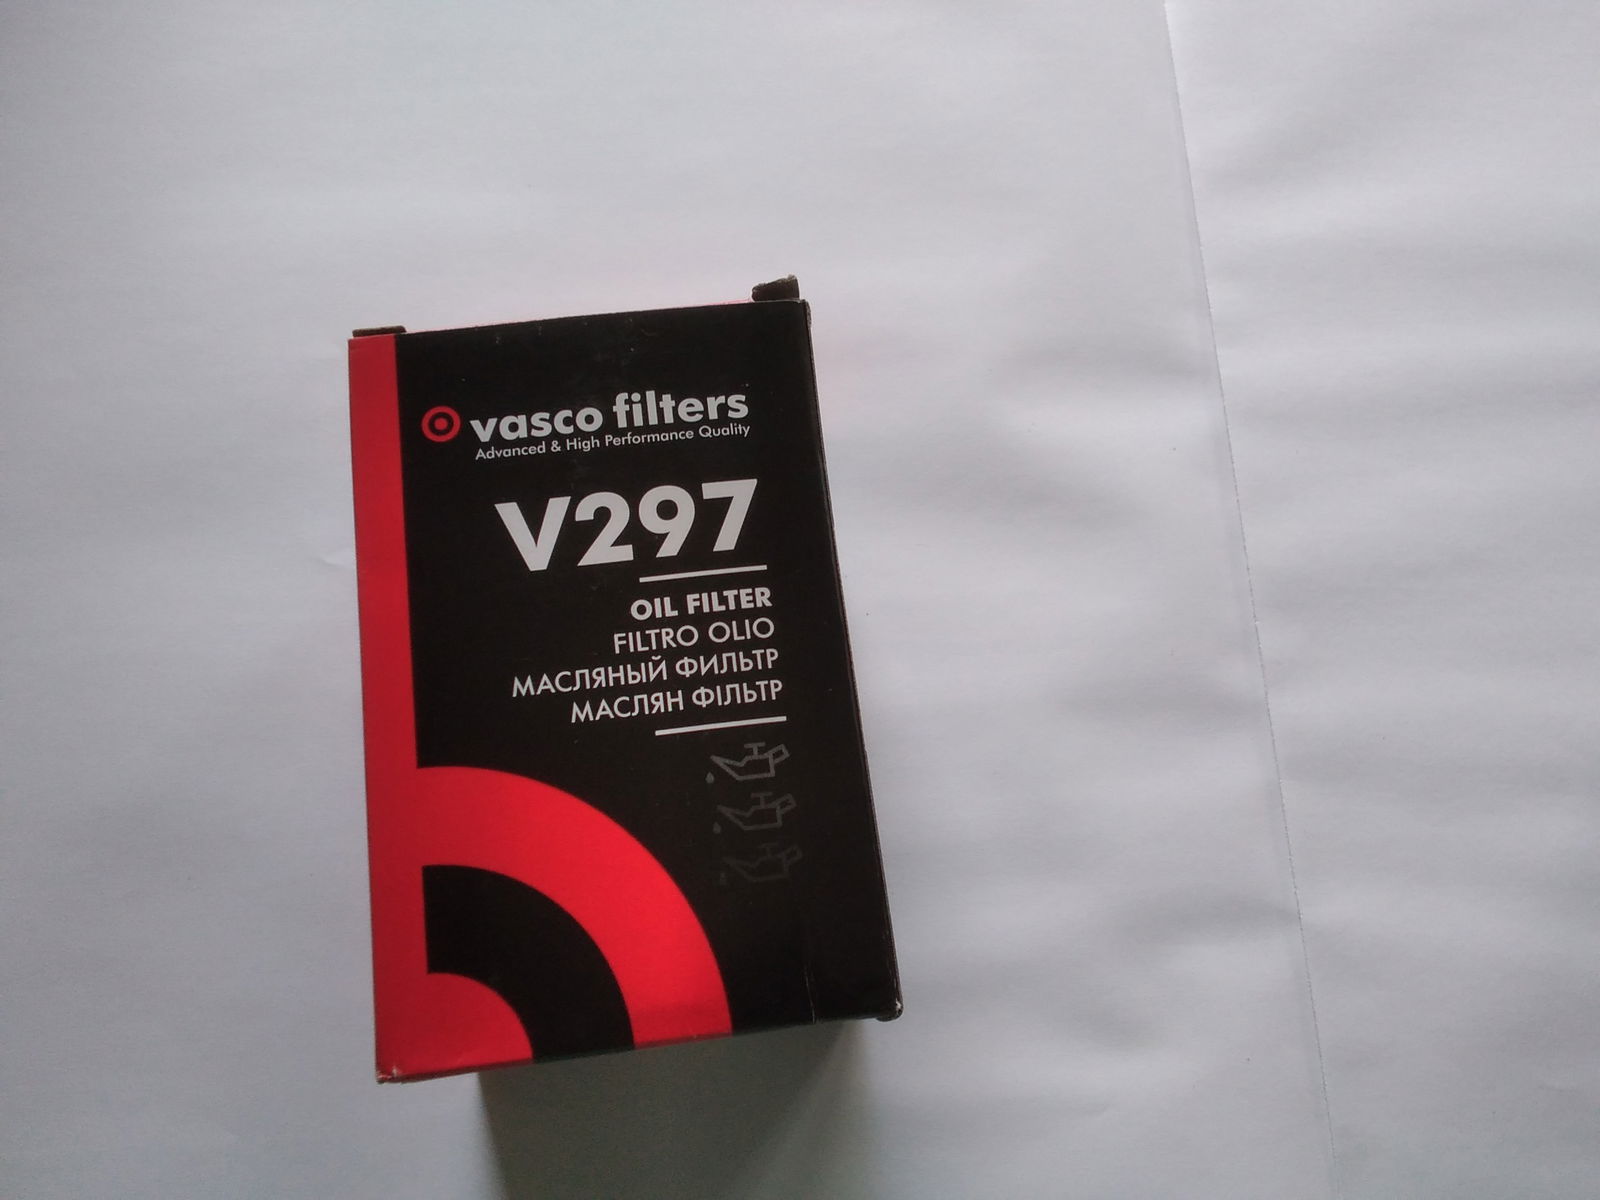 vasco filters
Advanced & High Performance Quality
V297
OIL FILTER
FILTRO OLIO
МАСЛЯНЫЙ ФИЛЬТР
МАСЛЯН ФІЛЬТР